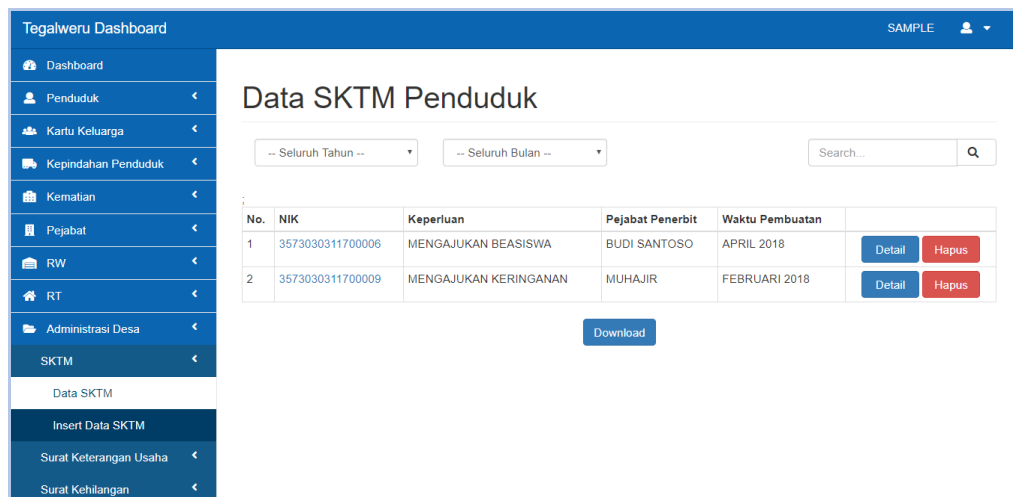 Tegalweru Dashboard
SAMPLE
Dashboard
Penduduk
Kartu Keluarga
Kepindahan Penduduk
Kematian
Pejabat
RW
RT
Administrasi Desa
SKTM
Data SKTM
Insert Data SKTM
Surat Keterangan Usaha
Surat Kehilangan
Data SKTM Penduduk
-- Seluruh Tahun -- -- Seluruh Bulan -- Search...
;
No. NIK Keperluan Pejabat Penerbit Waktu Pembuatan
1 3573030311700006 MENGAJUKAN BEASISWA BUDI SANTOSO APRIL 2018 Detail Hapus
2 3573030311700009 MENGAJUKAN KERINGANAN MUHAJIR FEBRUARI 2018 Detail Hapus
Download